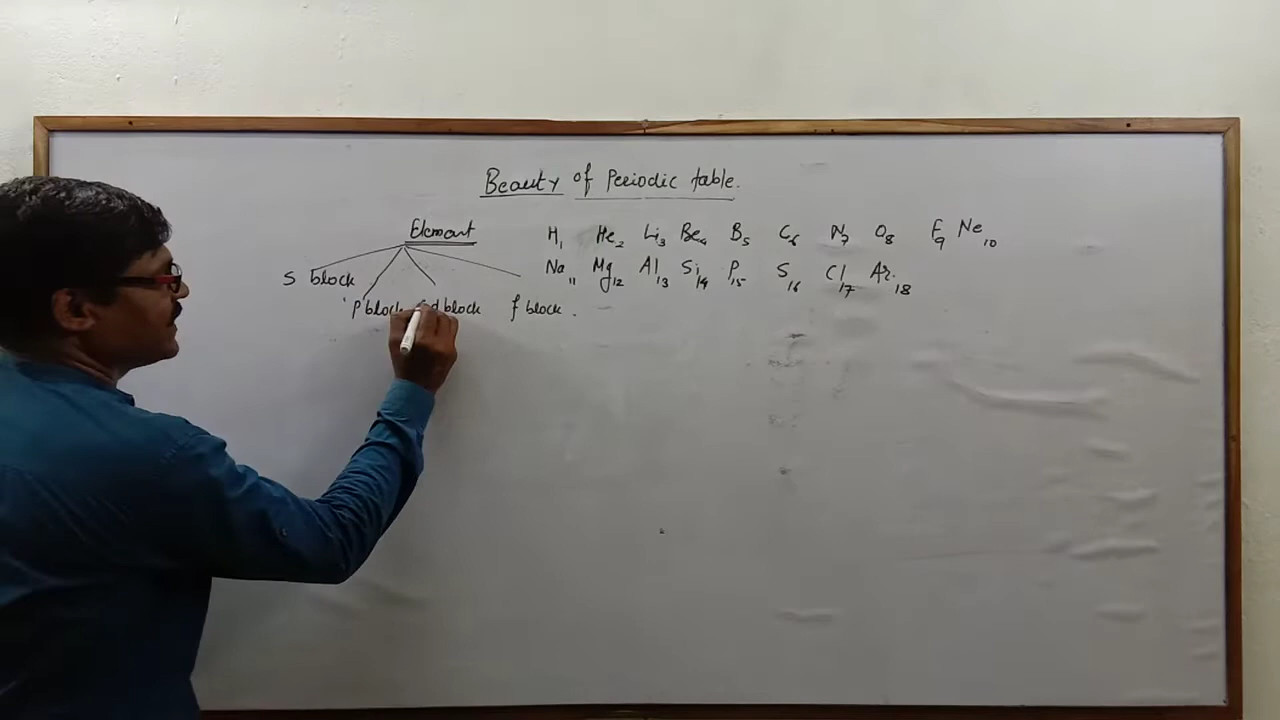 Beauty of Periodic table.
Element
S block
P block d block f block.
H1 He2 Li3 Be4 B5 C6 N7 O8 F9 Ne10
Na11 Mg12 Al13 Si14 P15 S16 Cl17 Ar18